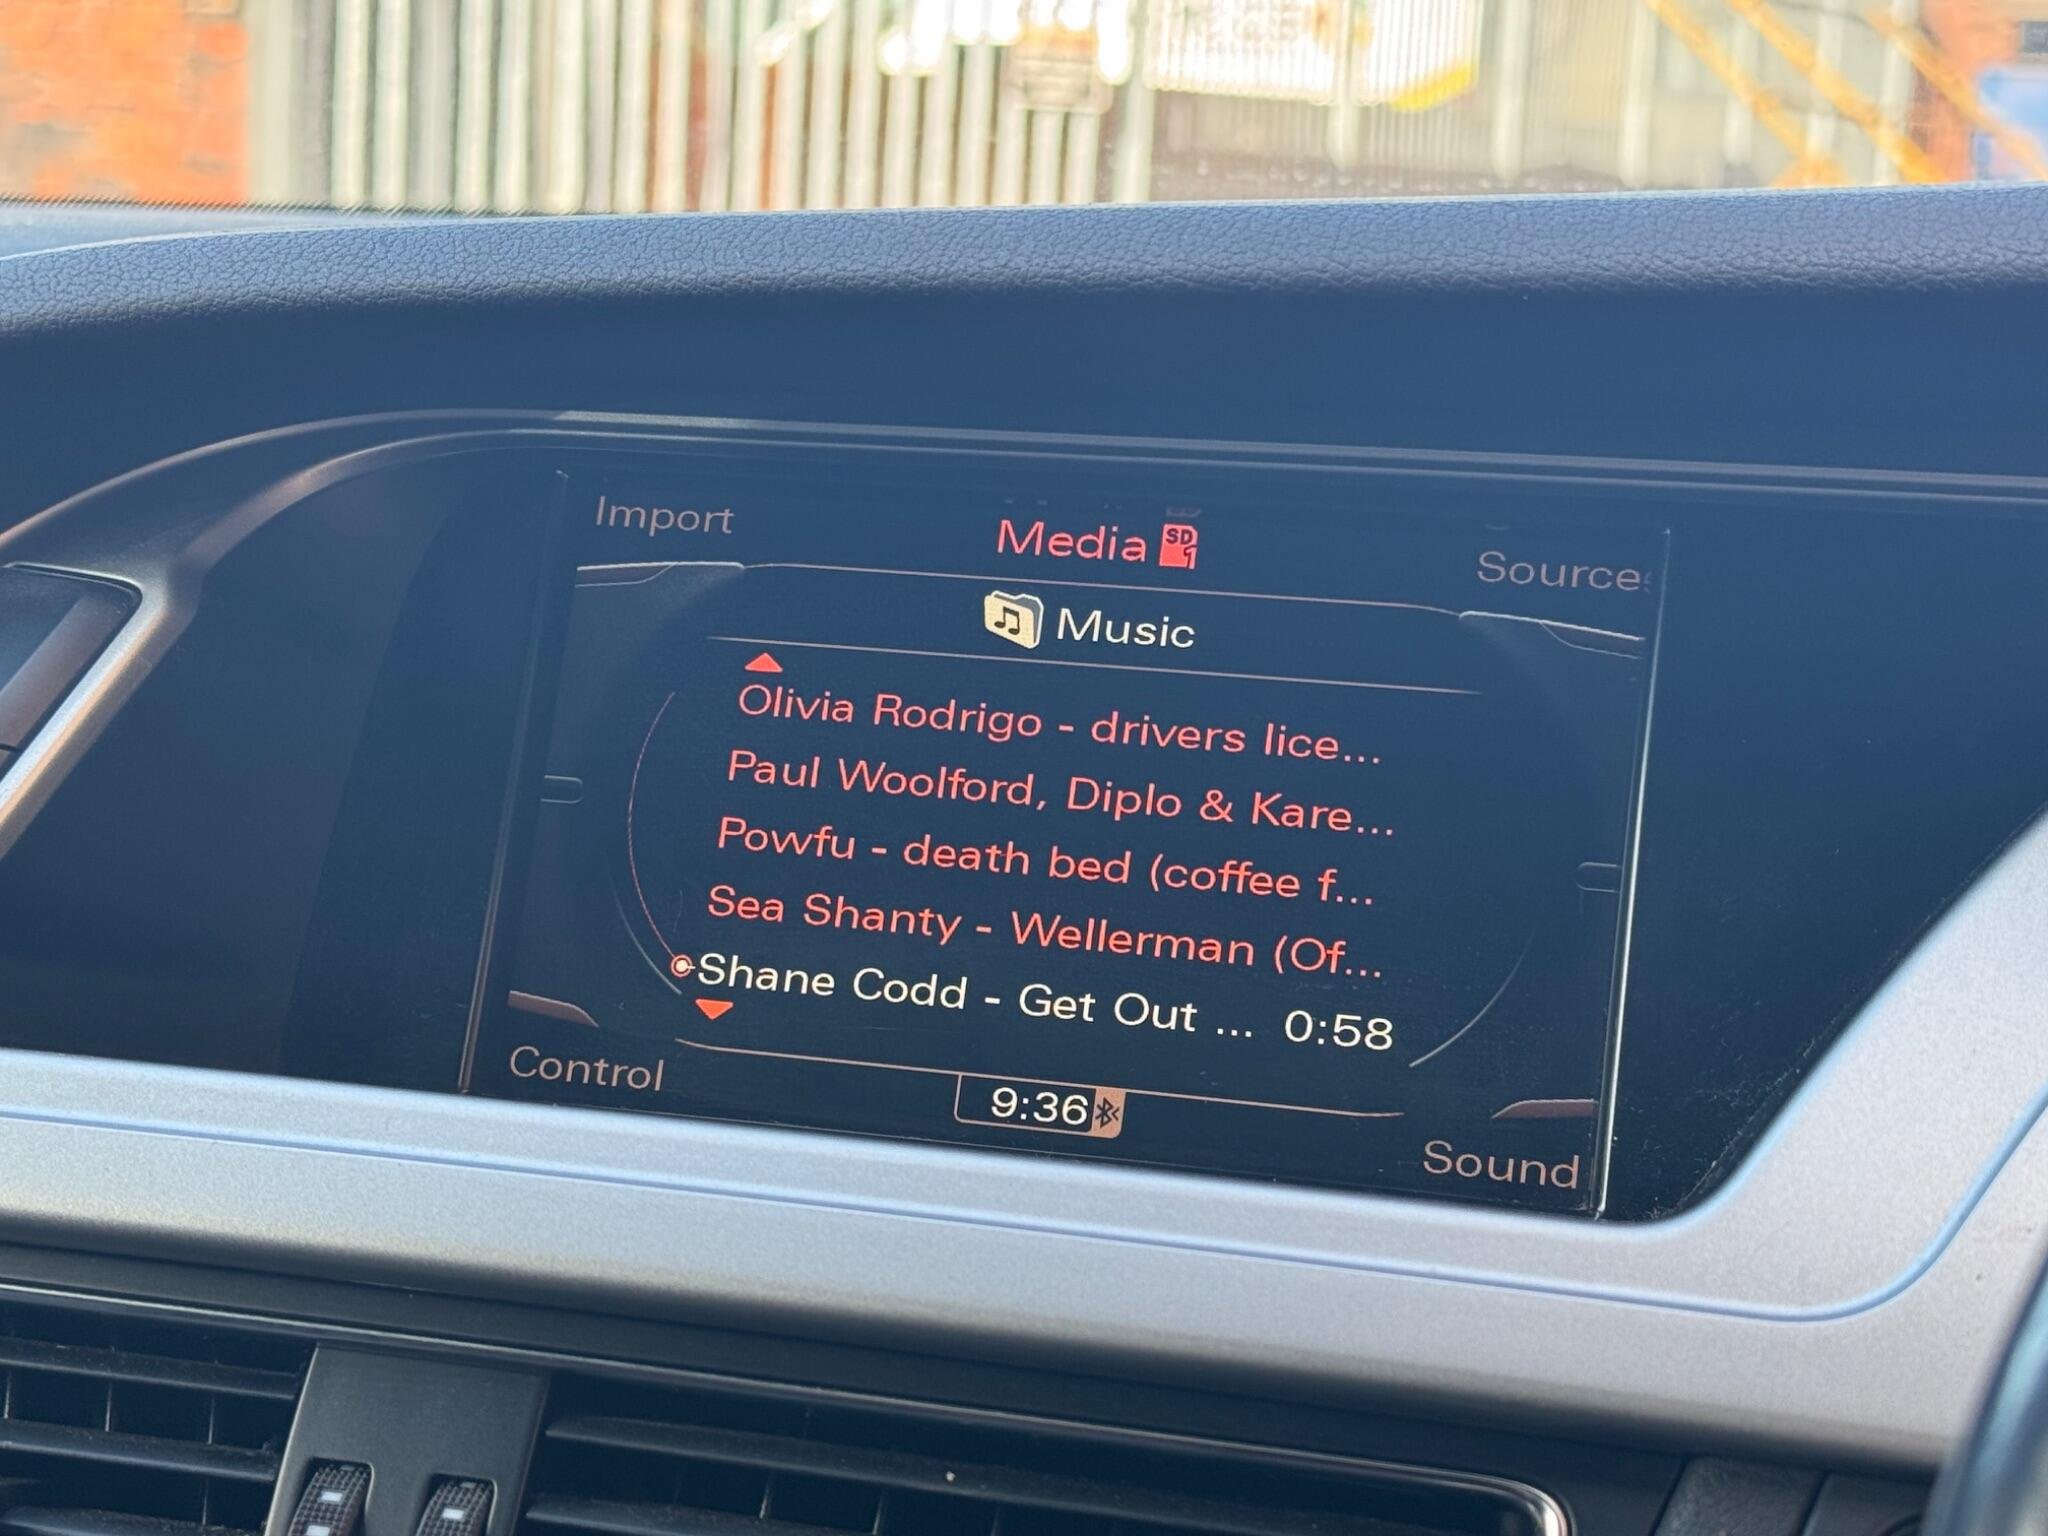 Import
Media SD 1
Sources
Music
Olivia Rodrigo - drivers lice...
Paul Woolford, Diplo & Kare...
Powfu - death bed (coffee f...
Sea Shanty - Wellerman (Of...
Shane Codd - Get Out ... 0:58
Control
9:36
Sound